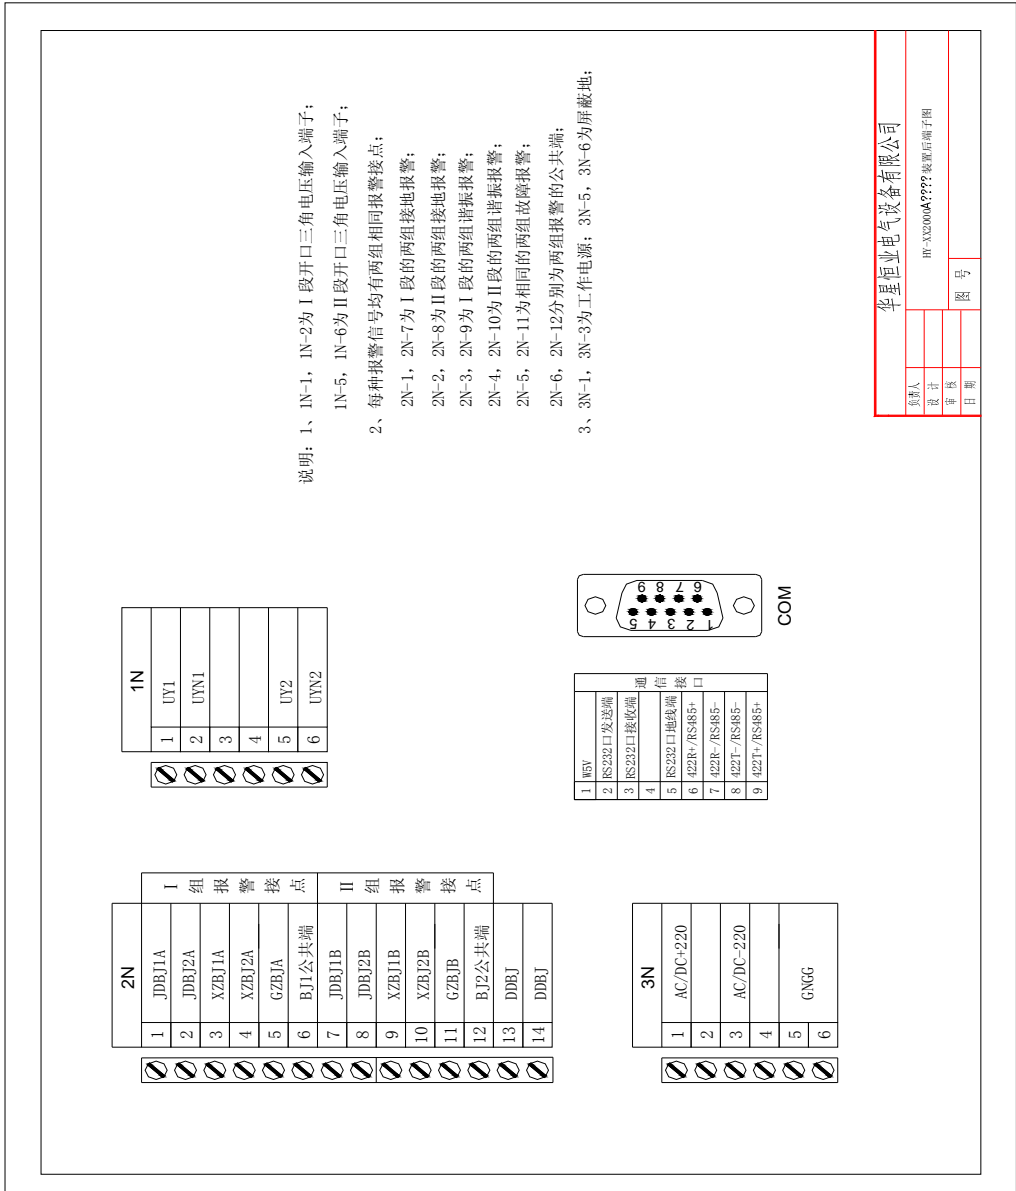 2N
1 JDBJ1A
2 JDBJ2A
3 XZBJ1A
4 XZBJ2A
5 GZBJA
6 BJ1公共端
7 JDBJ1B
8 JDBJ2B
9 XZBJ1B
10 XZBJ2B
11 GZBJB
12 BJ2公共端
13 DDBJ
14 DDBJ
I组报警接点
II组报警接点
1N
1 UY1
2 UYN1
3
4
5 UY2
6 UYN2
说明：1、1N-1，1N-2为Ⅰ段开口三角电压输入端子；
1N-5，1N-6为Ⅱ段开口三角电压输入端子；
2、每种报警信号均有两组相同报警接点；
2N-1，2N-7为Ⅰ段的两组接地报警；
2N-2，2N-8为Ⅱ段的两组接地报警；
2N-3，2N-9为Ⅰ段的两组谐振报警；
2N-4，2N-10为Ⅱ段的两组谐振报警；
2N-5，2N-11为相同的两组故障报警；
2N-6，2N-12分别为两组报警的公共端；
3、3N-1，3N-3为工作电源；3N-5，3N-6为屏蔽地；
3N
1 AC/DC+220
2
3 AC/DC-220
4
5 GNGG
6
通信接口
1 W5V
2 RS232口发送端
3 RS232口接收端
4
5 RS232口地线端
6 422R+/RS485+
7 422R-/RS485-
8 422T-/RS485-
9 422T+/RS485+
9 8 7 6
5 4 3 2 1
COM
华星恒业电气设备有限公司
HY-XX2000A????装置后端子图
负责人
设 计
审 核
日 期
图 号